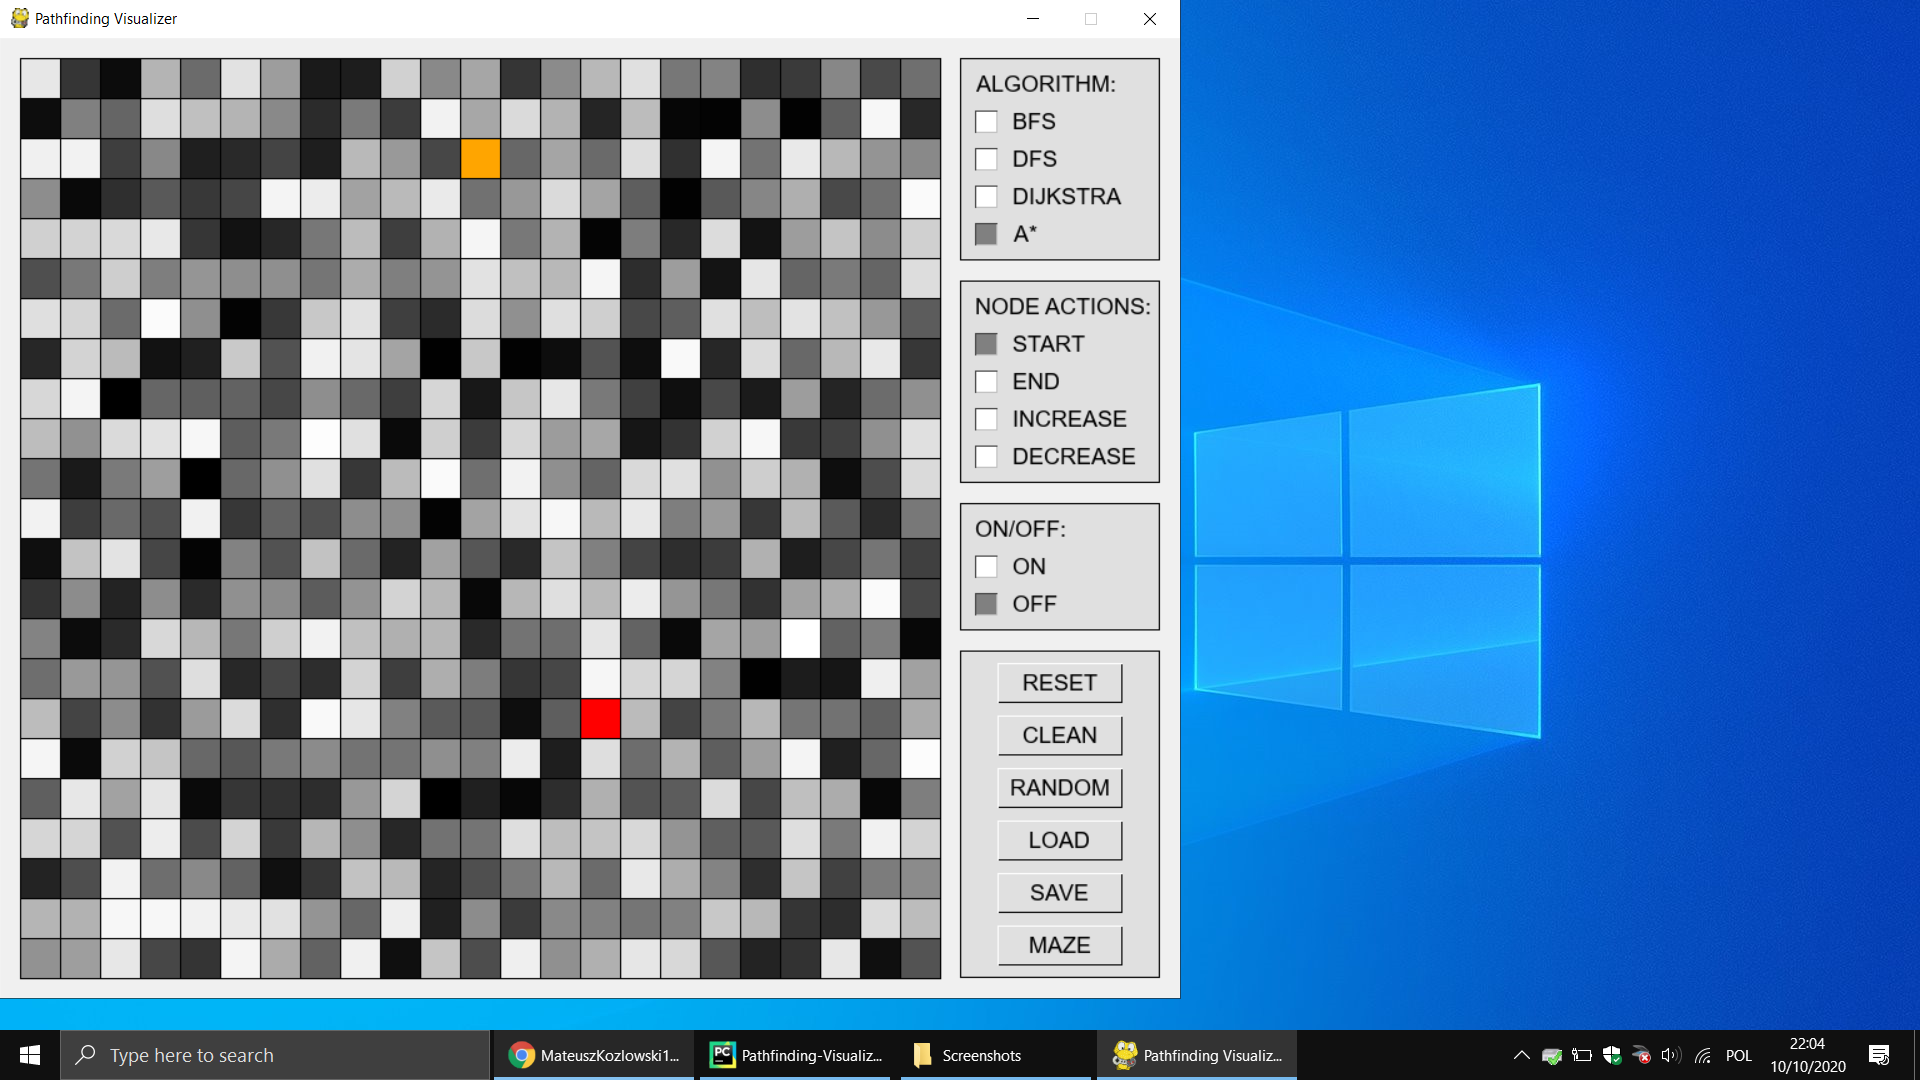 Pathfinding Visualizer
ALGORITHM:
BFS
DFS
DIJKSTRA
A*
NODE ACTIONS:
START
END
INCREASE
DECREASE
ON/OFF:
ON
OFF
RESET
CLEAN
RANDOM
LOAD
SAVE
MAZE
Type here to search
MateuszKozlowski1...
PC
Pathfinding-Visualiz...
Screenshots
Pathfinding Visualiz...
POL
22:04
10/10/2020